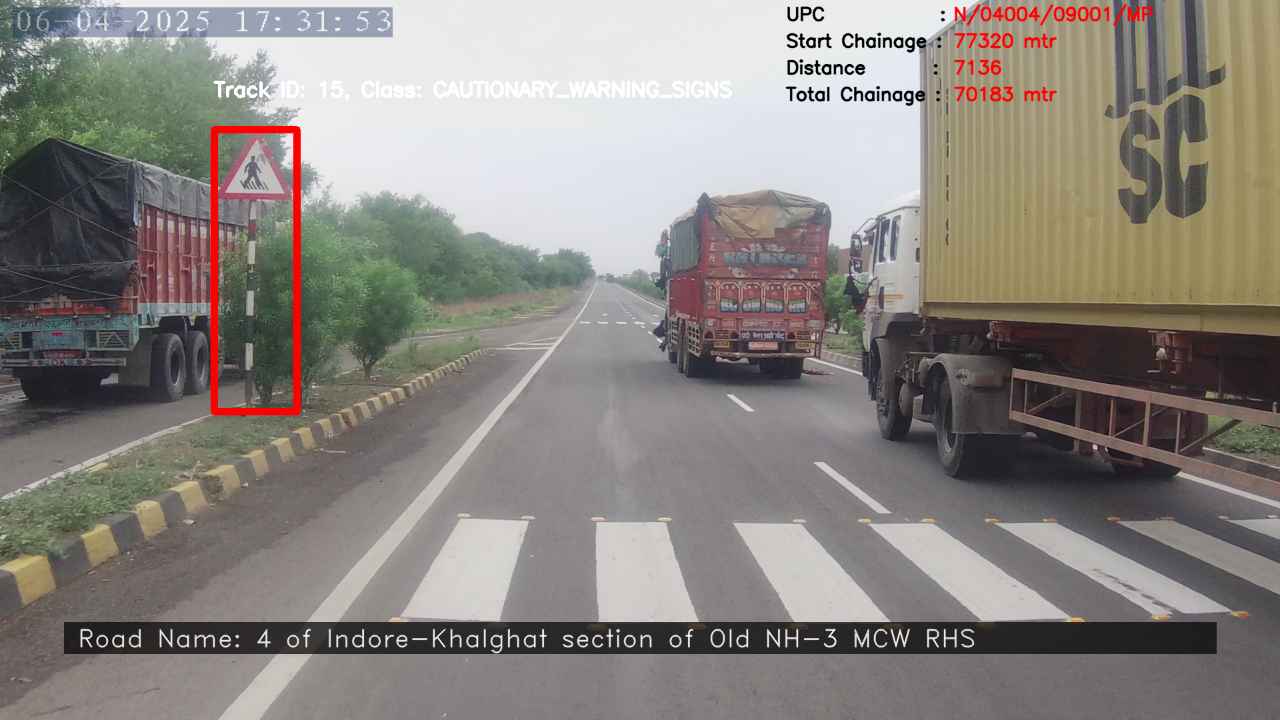 06-04-2025 17:31:53
UPC : N/04004/09001/MP
Start Chainage : 77320 mtr
Distance : 7136
Total Chainage : 70183 mtr
Track ID: 15, Class: CAUTIONARY_WARNING_SIGNS
SC
Road Name: 4 of Indore-Khalghat section of Old NH-3 MCW RHS